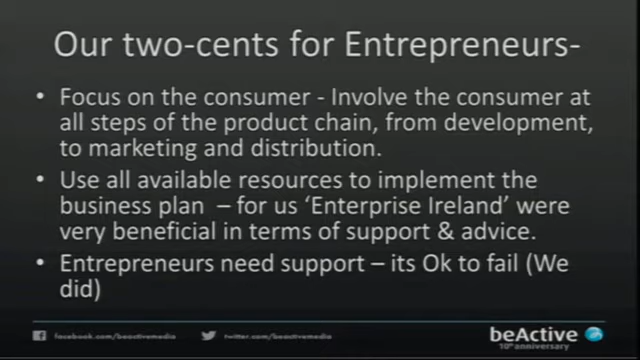 Our two-cents for Entrepreneurs-
• Focus on the consumer - Involve the consumer at
all steps of the product chain, from development,
to marketing and distribution.
• Use all available resources to implement the
business plan – for us ‘Enterprise Ireland’ were
very beneficial in terms of support & advice.
• Entrepreneurs need support – its Ok to fail (We
did)
facebook.com/beactivemedia twitter.com/beactivemedia beActive
10th anniversary